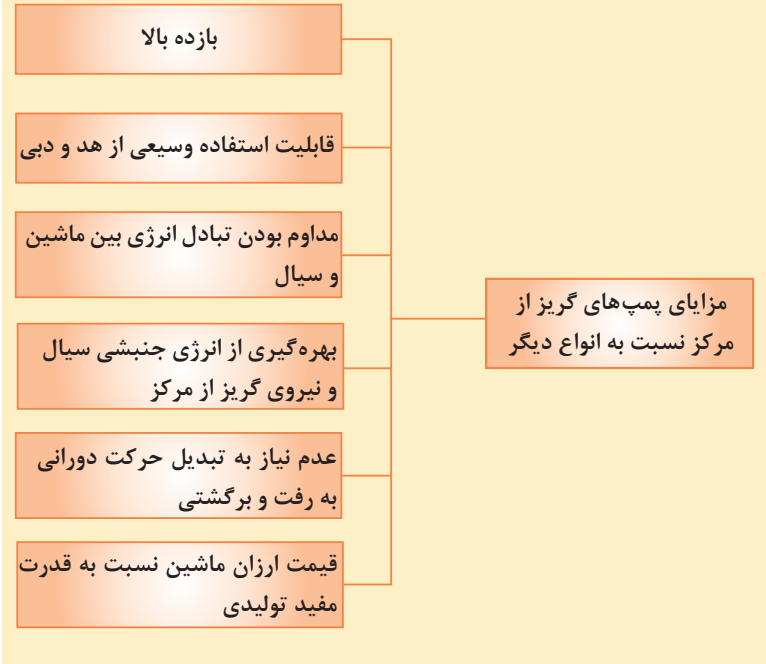 مزایای پمپ‌های گریز از
مرکز نسبت به انواع دیگر
بازده بالا
قابلیت استفاده وسیعی از هد و دبی
مداوم بودن تبادل انرژی بین ماشین
و سیال
بهره‌گیری از انرژی جنبشی سیال
و نیروی گریز از مرکز
عدم نیاز به تبدیل حرکت دورانی
به رفت و برگشتی
قیمت ارزان ماشین نسبت به قدرت
مفید تولیدی